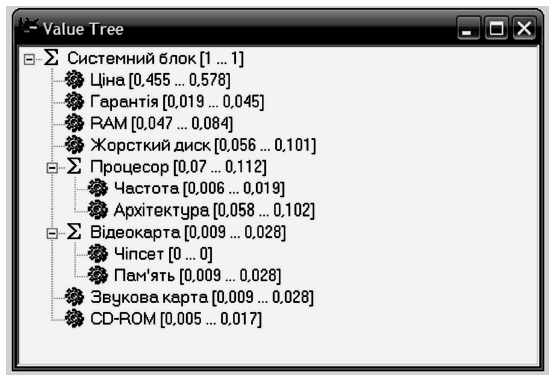 Value Tree
Σ Системний блок [1 ... 1]
Ціна [0,455 ... 0,578]
Гарантія [0,019 ... 0,045]
RAM [0,047 ... 0,084]
Жорсткий диск [0,056 ... 0,101]
Σ Процесор [0,07 ... 0,112]
Частота [0,006 ... 0,019]
Архітектура [0,058 ... 0,102]
Σ Відеокарта [0,009 ... 0,028]
Чіпсет [0 ... 0]
Пам'ять [0,009 ... 0,028]
Звукова карта [0,009 ... 0,028]
CD-ROM [0,005 ... 0,017]